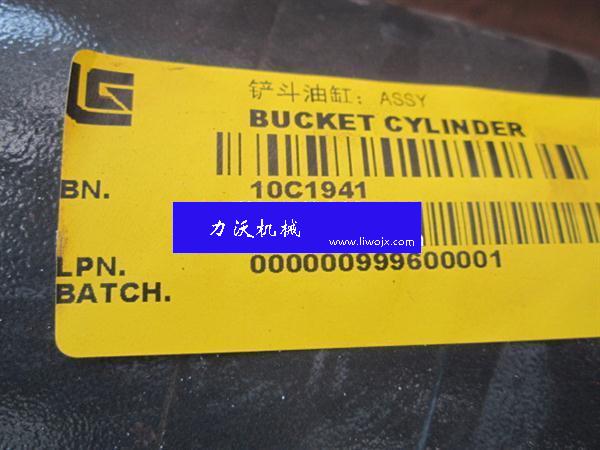 LG
铲斗油缸：ASSY
BUCKET CYLINDER
BN. 10C1941
力沃机械
www.liwojx.com
LPN. 000000999600001
BATCH.